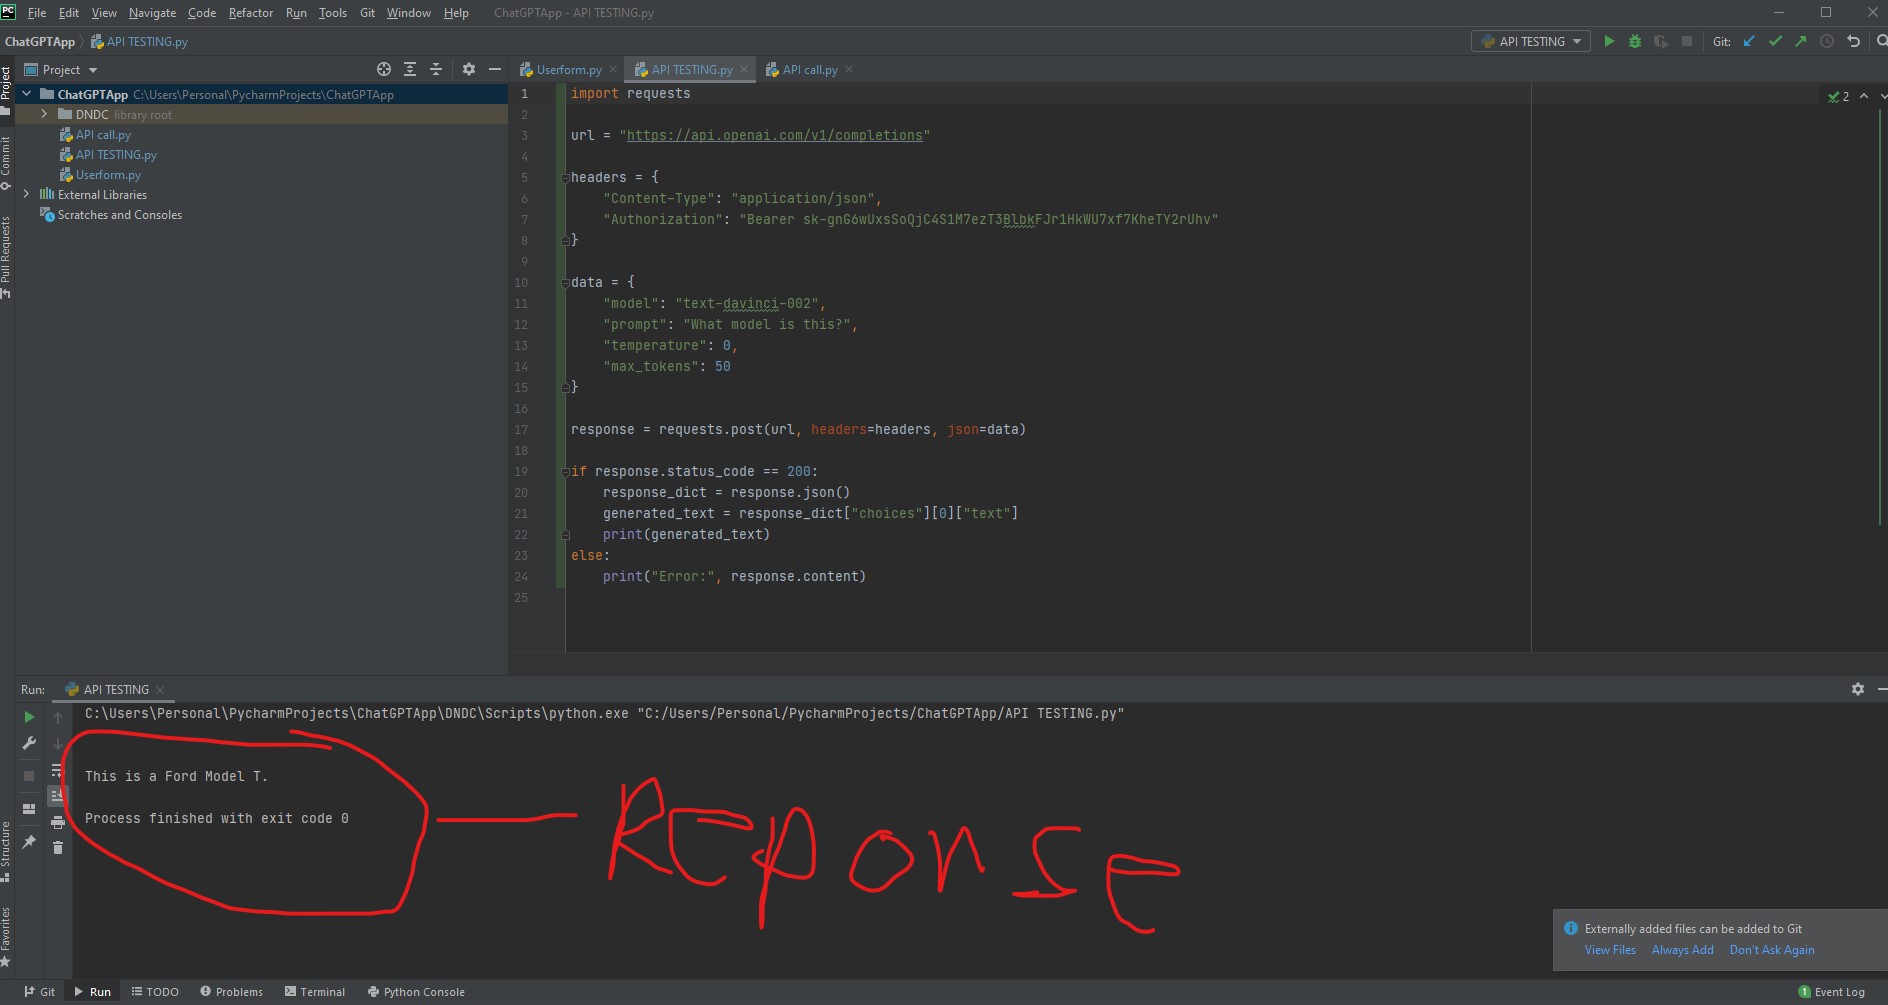 PC File Edit View Navigate Code Refactor Run Tools Git Window Help ChatGPTApp - API TESTING.py
ChatGPTApp API TESTING.py API TESTING Git:
Project
Userform.py API TESTING.py API call.py
ChatGPTApp C:\Users\Personal\PycharmProjects\ChatGPTApp
DNDC library root
API call.py
API TESTING.py
Userform.py
External Libraries
Scratches and Consoles
Project
Commit
Pull Requests
Structure
Favorites
2
1 import requests
2
3 url = "https://api.openai.com/v1/completions"
4
5 headers = {
6 "Content-Type": "application/json",
7 "Authorization": "Bearer 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"
8 }
9
10 data = {
11 "model": "text-davinci-002",
12 "prompt": "What model is this?",
13 "temperature": 0,
14 "max_tokens": 50
15 }
16
17 response = requests.post(url, headers=headers, json=data)
18
19 if response.status_code == 200:
20 response_dict = response.json()
21 generated_text = response_dict["choices"][0]["text"]
22 print(generated_text)
23 else:
24 print("Error:", response.content)
25
Run: API TESTING
C:\Users\Personal\PycharmProjects\ChatGPTApp\DNDC\Scripts\python.exe "C:/Users/Personal/PycharmProjects/ChatGPTApp/API TESTING.py"
This is a Ford Model T.
Process finished with exit code 0
REPONSE
Externally added files can be added to Git
View Files Always Add Don't Ask Again
Git Run TODO Problems Terminal Python Console 1 Event Log